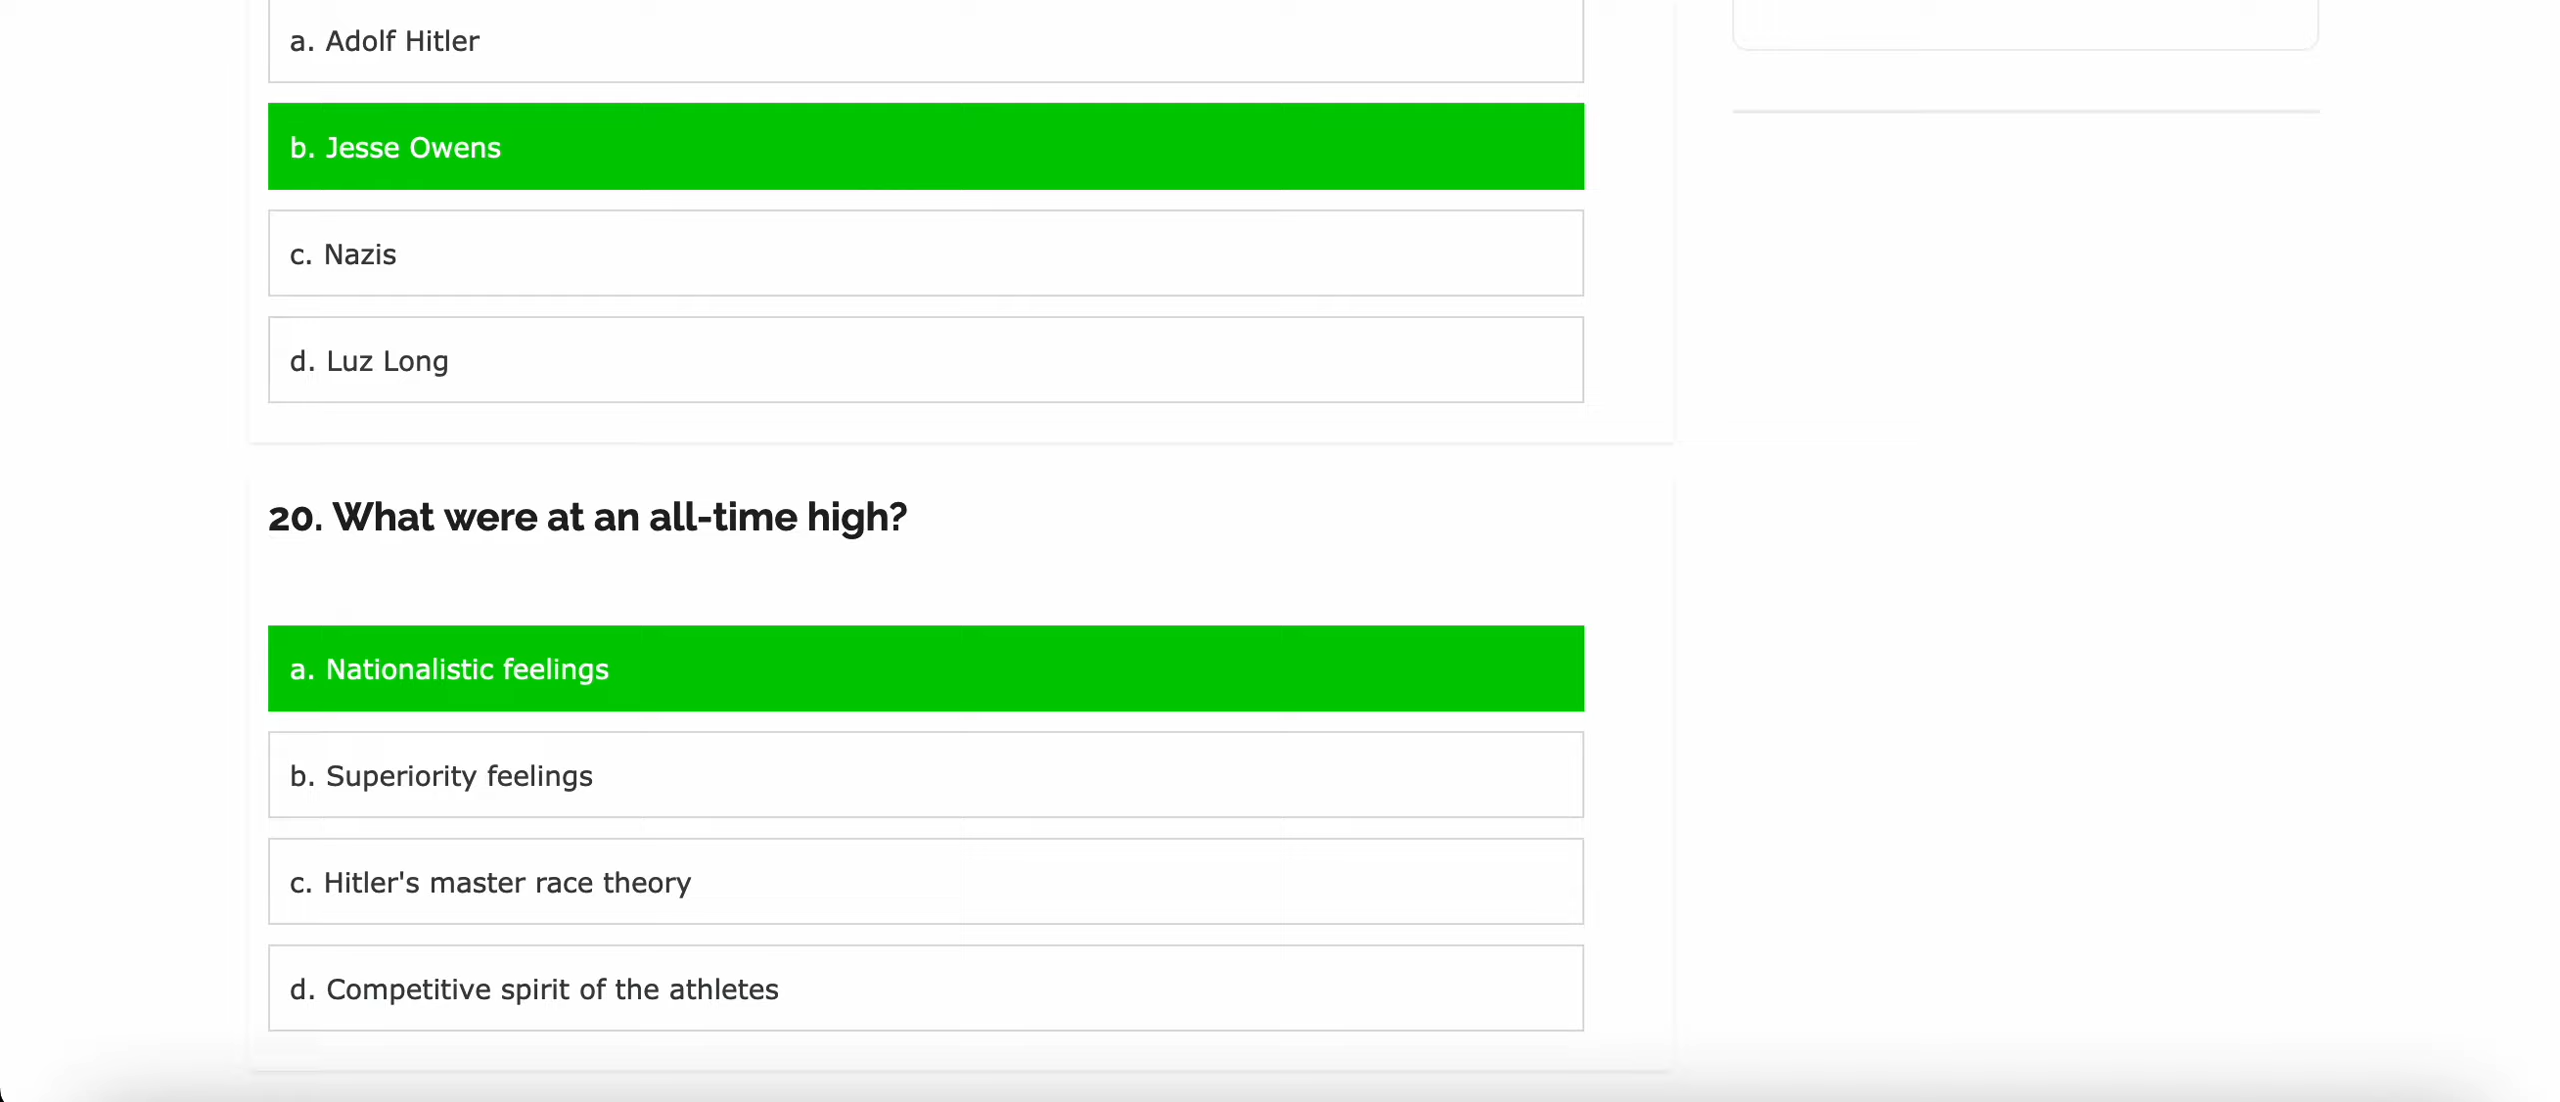 a. Adolf Hitler
b. Jesse Owens
c. Nazis
d. Luz Long
20. What were at an all-time high?
a. Nationalistic feelings
b. Superiority feelings
c. Hitler's master race theory
d. Competitive spirit of the athletes